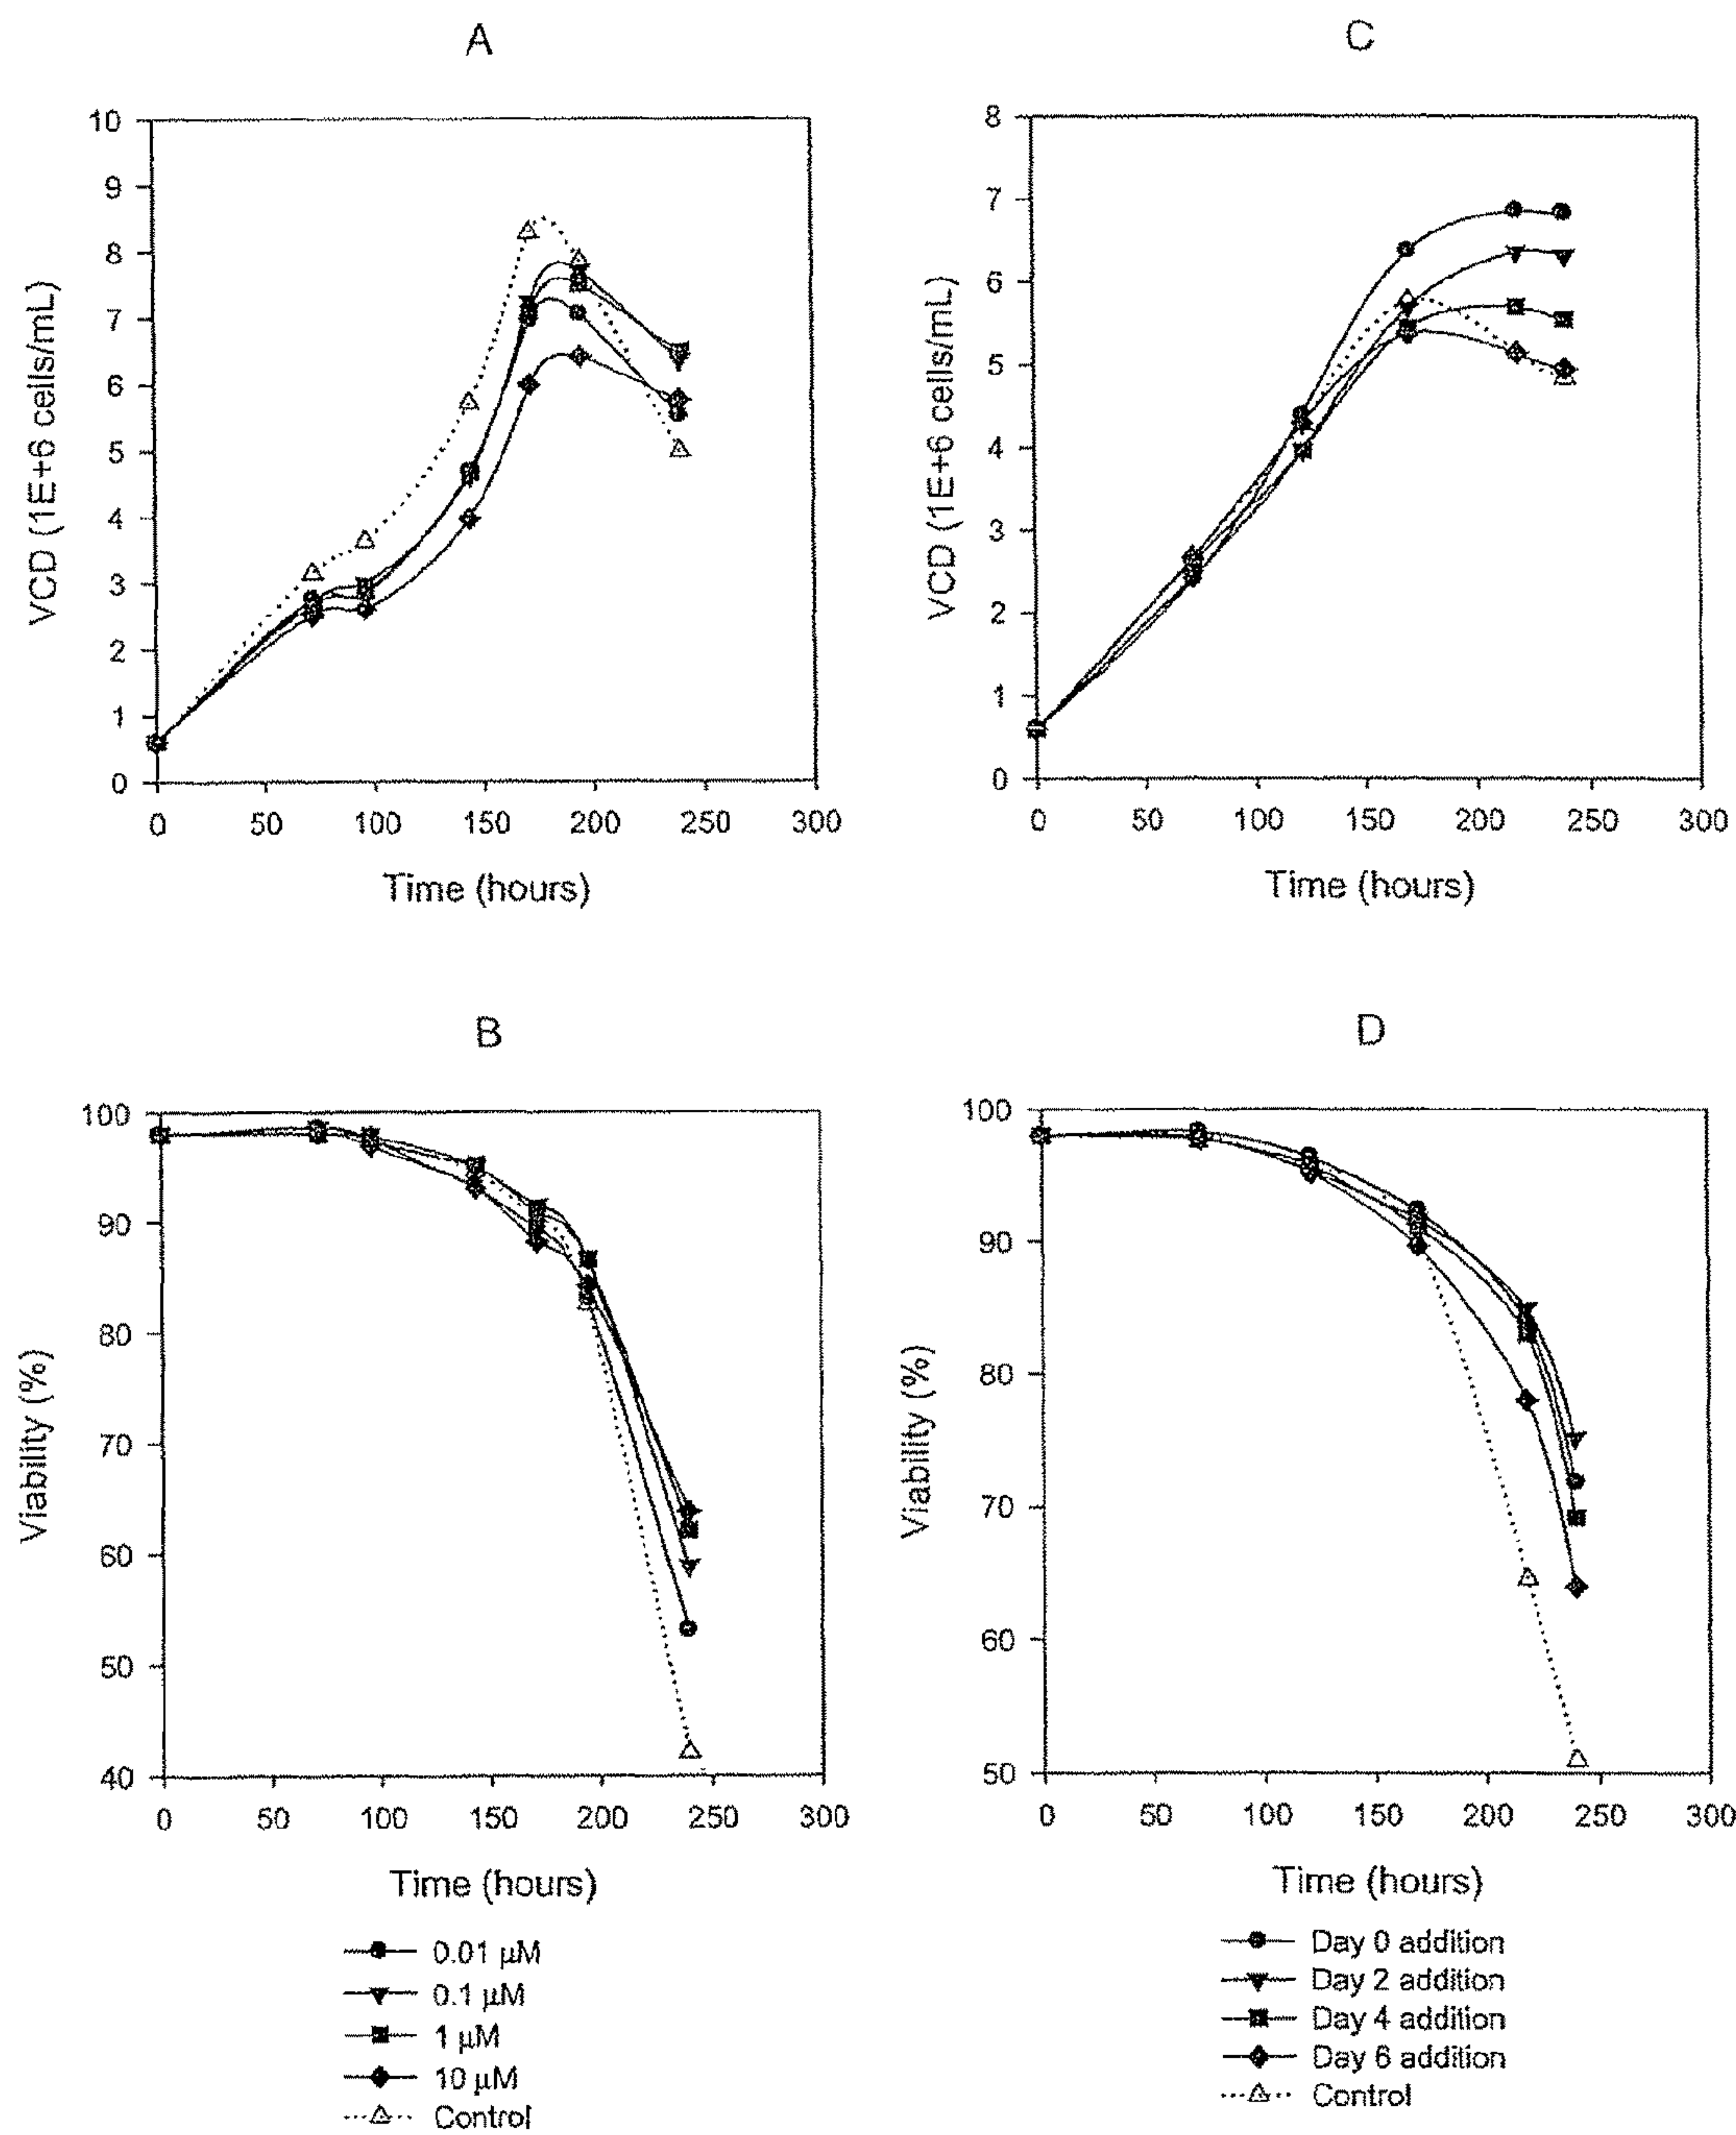 A
10
9
8
7
6
5
4
3
2
1
0
VCD (1E+6 cells/mL)
0 50 100 150 200 250 300
Time (hours)
C
8
7
6
5
4
3
2
1
0
VCD (1E+6 cells/mL)
0 50 100 150 200 250 300
Time (hours)
B
100
90
80
70
60
50
40
Viability (%)
0 50 100 150 200 250 300
Time (hours)
0.01 µM
0.1 µM
1 µM
10 µM
Control
D
100
90
80
70
60
50
Viability (%)
0 50 100 150 200 250 300
Time (hours)
Day 0 addition
Day 2 addition
Day 4 addition
Day 6 addition
Control